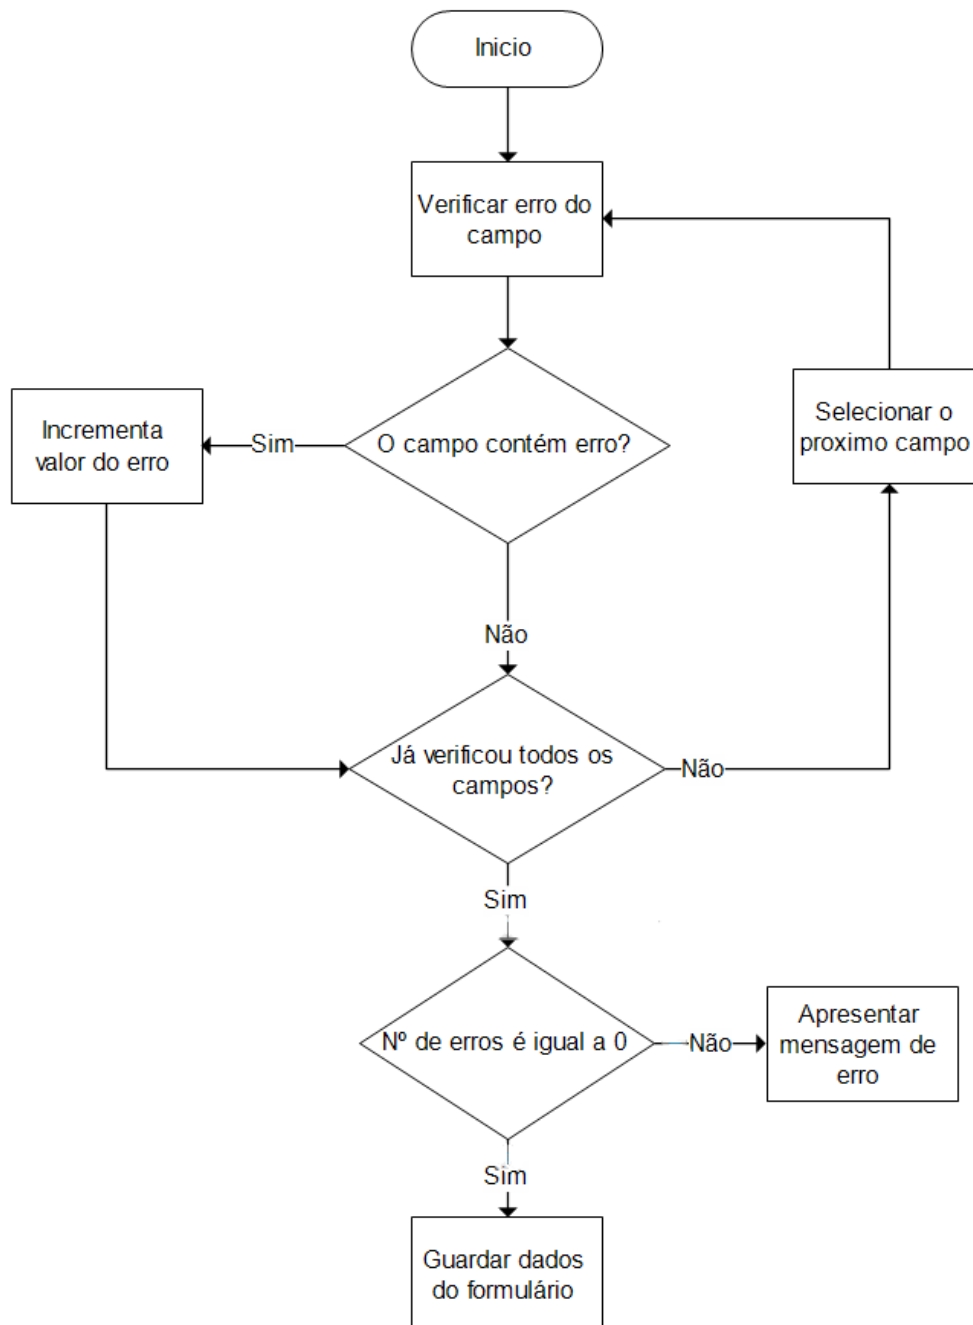 Inicio
Verificar erro do
campo
O campo contém erro?
Sim
Incrementa
valor do erro
Selecionar o
proximo campo
Não
Já verificou todos os
campos?
Não
Sim
Nº de erros é igual a 0
Não
Apresentar
mensagem de
erro
Sim
Guardar dados
do formulário